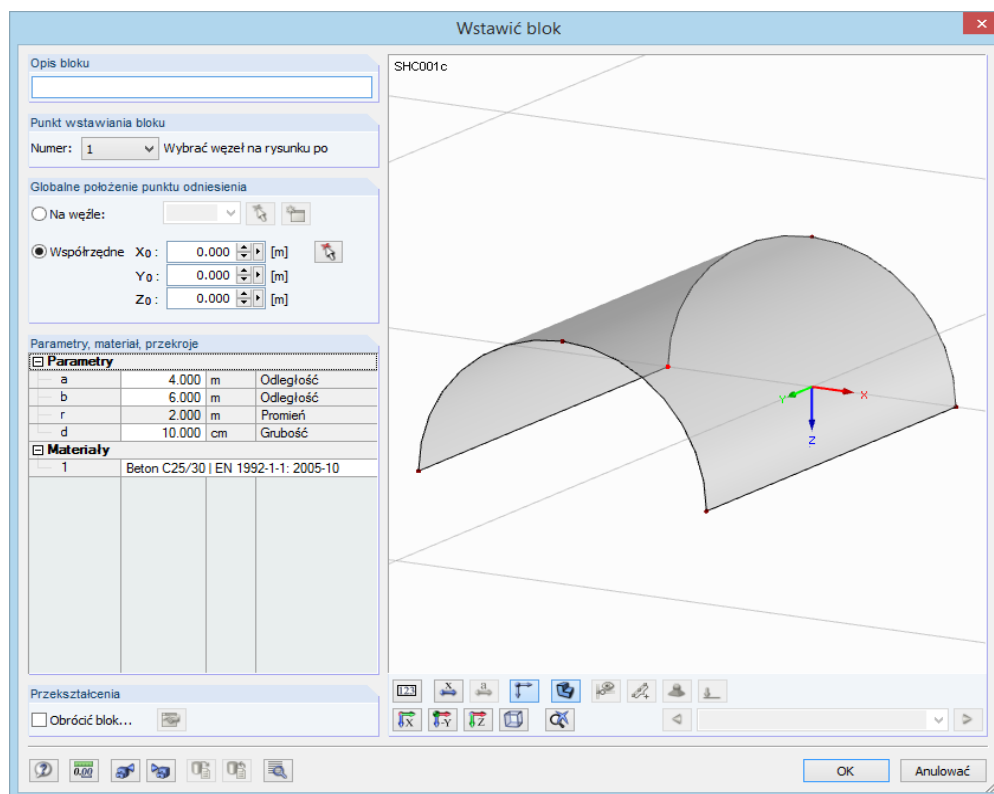 Wstawić blok
Opis bloku
Punkt wstawiania bloku
Numer: 1 Wybrać węzeł na rysunku po
Globalne położenie punktu odniesienia
Na węźle:
Współrzędne X0 : 0.000 [m]
Y0 : 0.000 [m]
Z0 : 0.000 [m]
Parametry, materiał, przekroje
Parametry
a 4.000 m Odległość
b 6.000 m Odległość
r 2.000 m Promień
d 10.000 cm Grubość
Materiały
1 Beton C25/30 | EN 1992-1-1: 2005-10
Przekształcenia
Obrócić blok...
SHC001c
Y X
Z
123 x a
X -Y Z
0.00
OK Anulować